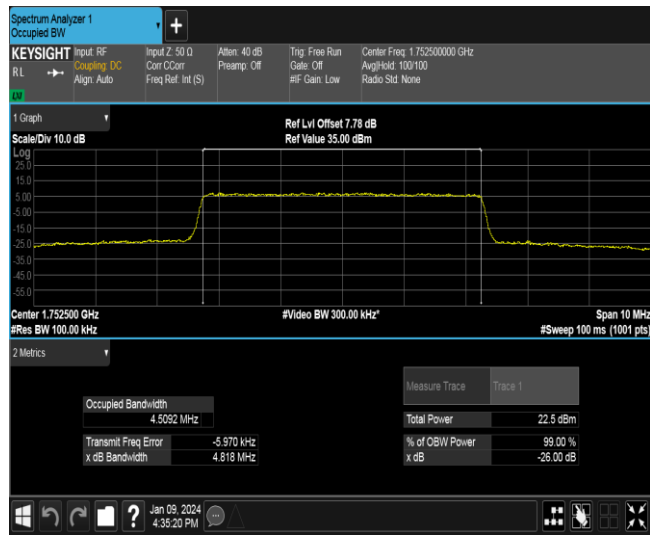 Spectrum Analyzer 1
Occupied BW
+
KEYSIGHT
RL
Input: RF
Coupling: DC
Align: Auto
Input Z: 50 Ω
Corr CCorr
Freq Ref: Int (S)
Atten: 40 dB
Preamp: Off
Trig: Free Run
Gate: Off
#IF Gain: Low
Center Freq: 1.752500000 GHz
Avg|Hold: 100/100
Radio Std: None
1 Graph
Scale/Div 10.0 dB
Ref Lvl Offset 7.78 dB
Ref Value 35.00 dBm
Log
25.0
15.0
5.00
-5.00
-15.0
-25.0
-35.0
-45.0
-55.0
Center 1.752500 GHz
#Res BW 100.00 kHz
#Video BW 300.00 kHz*
Span 10 MHz
#Sweep 100 ms (1001 pts)
2 Metrics
Measure Trace Trace 1
Occupied Bandwidth
4.5092 MHz
Total Power 22.5 dBm
Transmit Freq Error -5.970 kHz
% of OBW Power 99.00 %
x dB Bandwidth 4.818 MHz
x dB -26.00 dB
?
Jan 09, 2024
4:35:20 PM